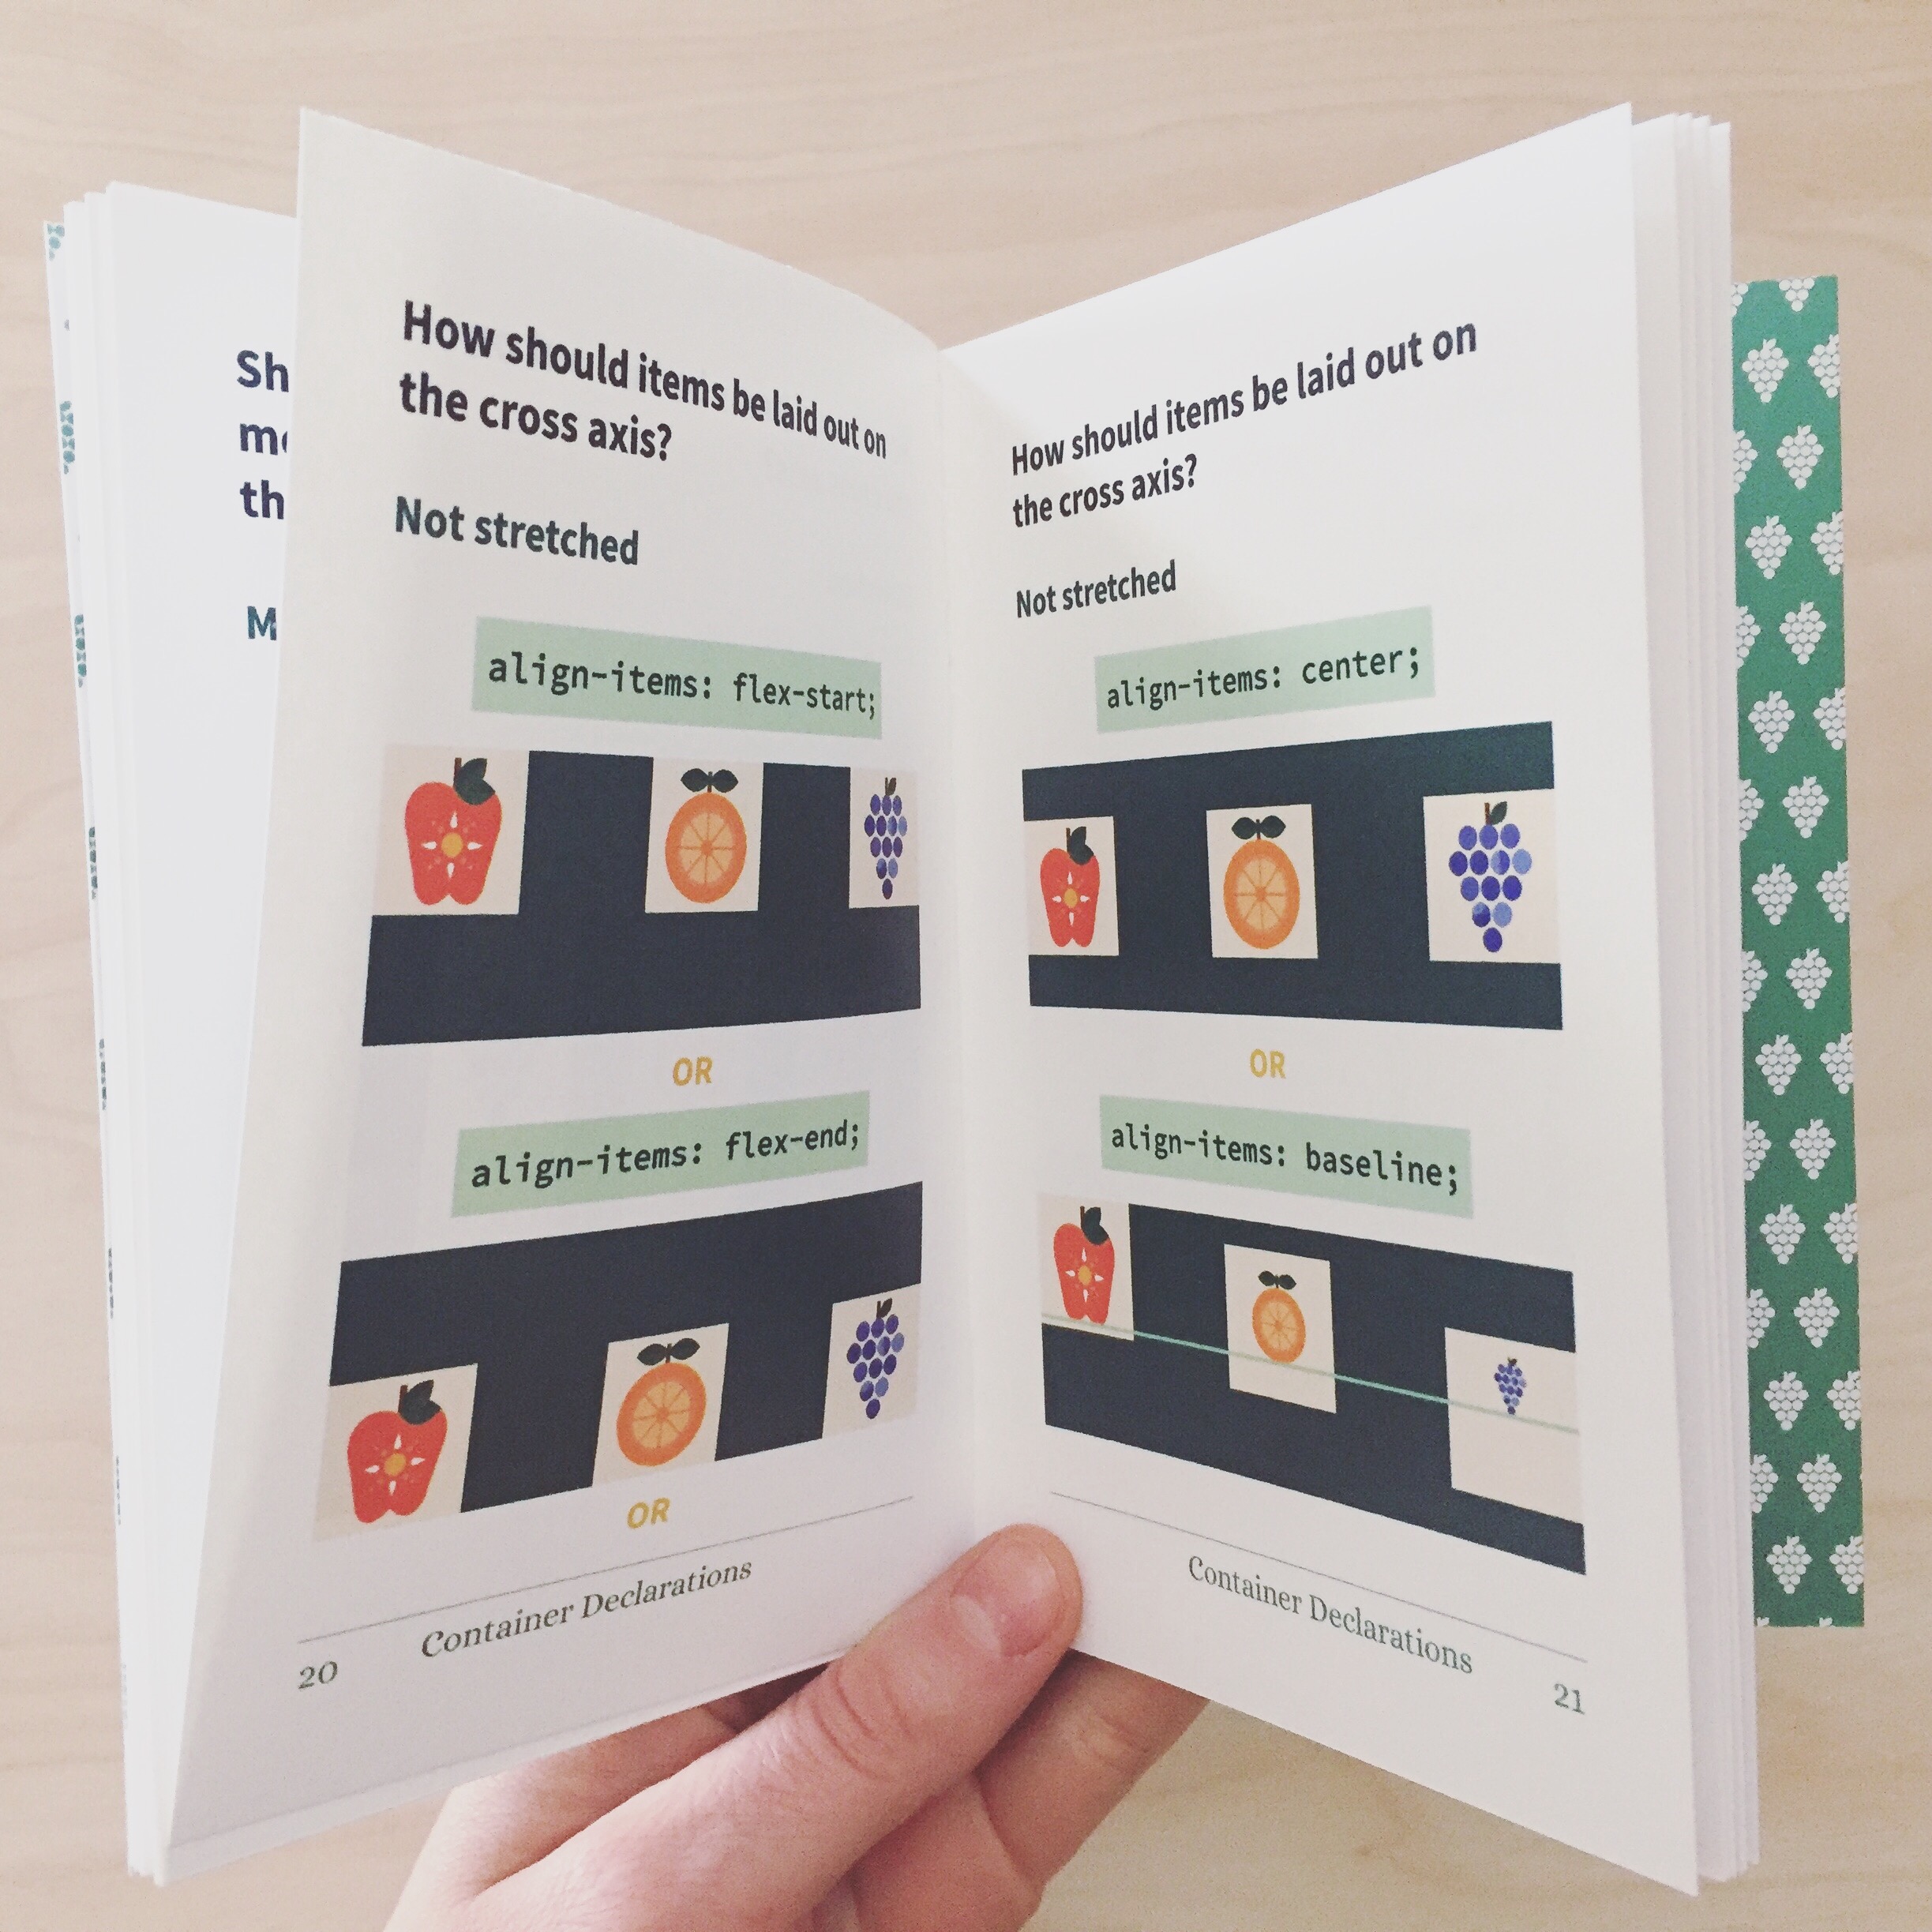 Sh
me
th
M
How should items be laid out on
the cross axis?
Not stretched
align-items: flex-start;
OR
align-items: flex-end;
OR
Container Declarations
20
How should items be laid out on
the cross axis?
Not stretched
align-items: center;
OR
align-items: baseline;
Container Declarations
21